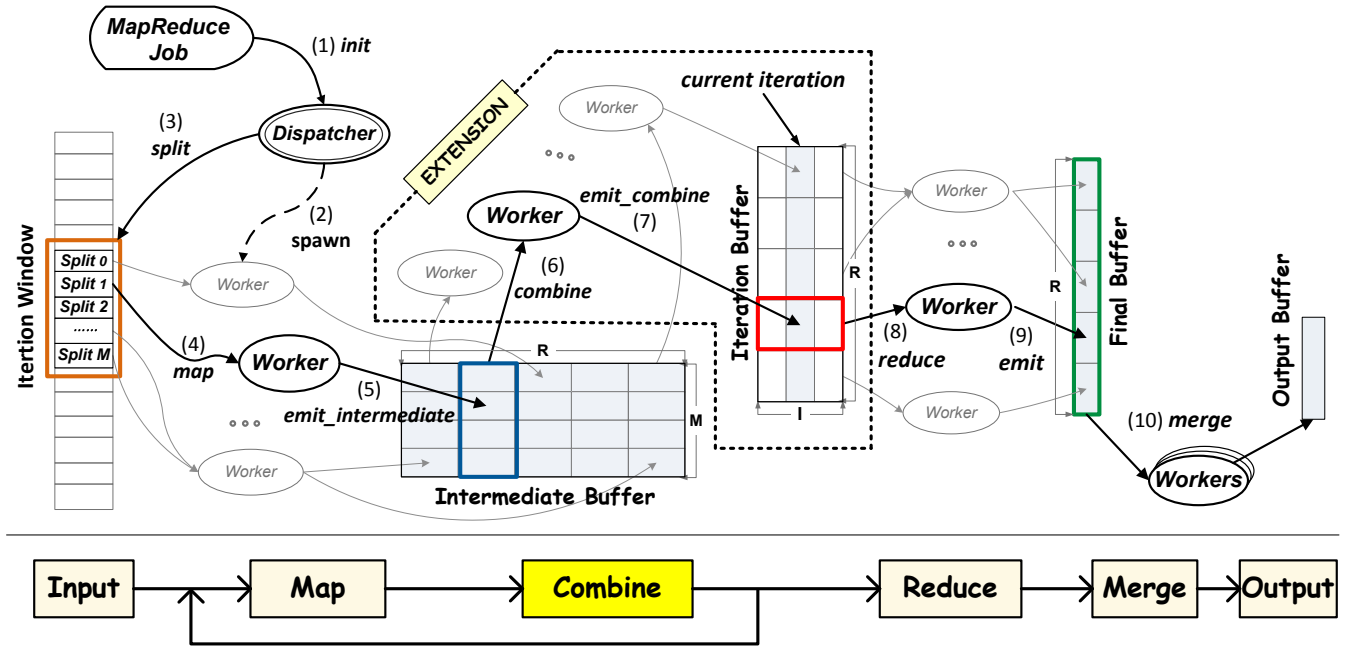 MapReduce
Job
(1) init
Dispatcher
(3)
split
(2)
spawn
EXTENSION
Worker
current iteration
Worker
emit_combine
(7)
Iteration Buffer
R
I
Worker
Worker
(6)
combine
Itertion Window
Split 0
Split 1
Split 2
......
Split M
Worker
(4)
map
Worker
(5)
emit_intermediate
Worker
R
M
Intermediate Buffer
Worker
(8)
reduce
Worker
(9)
emit
Worker
R
Final Buffer
(10) merge
Workers
Output Buffer
Input
Map
Combine
Reduce
Merge
Output